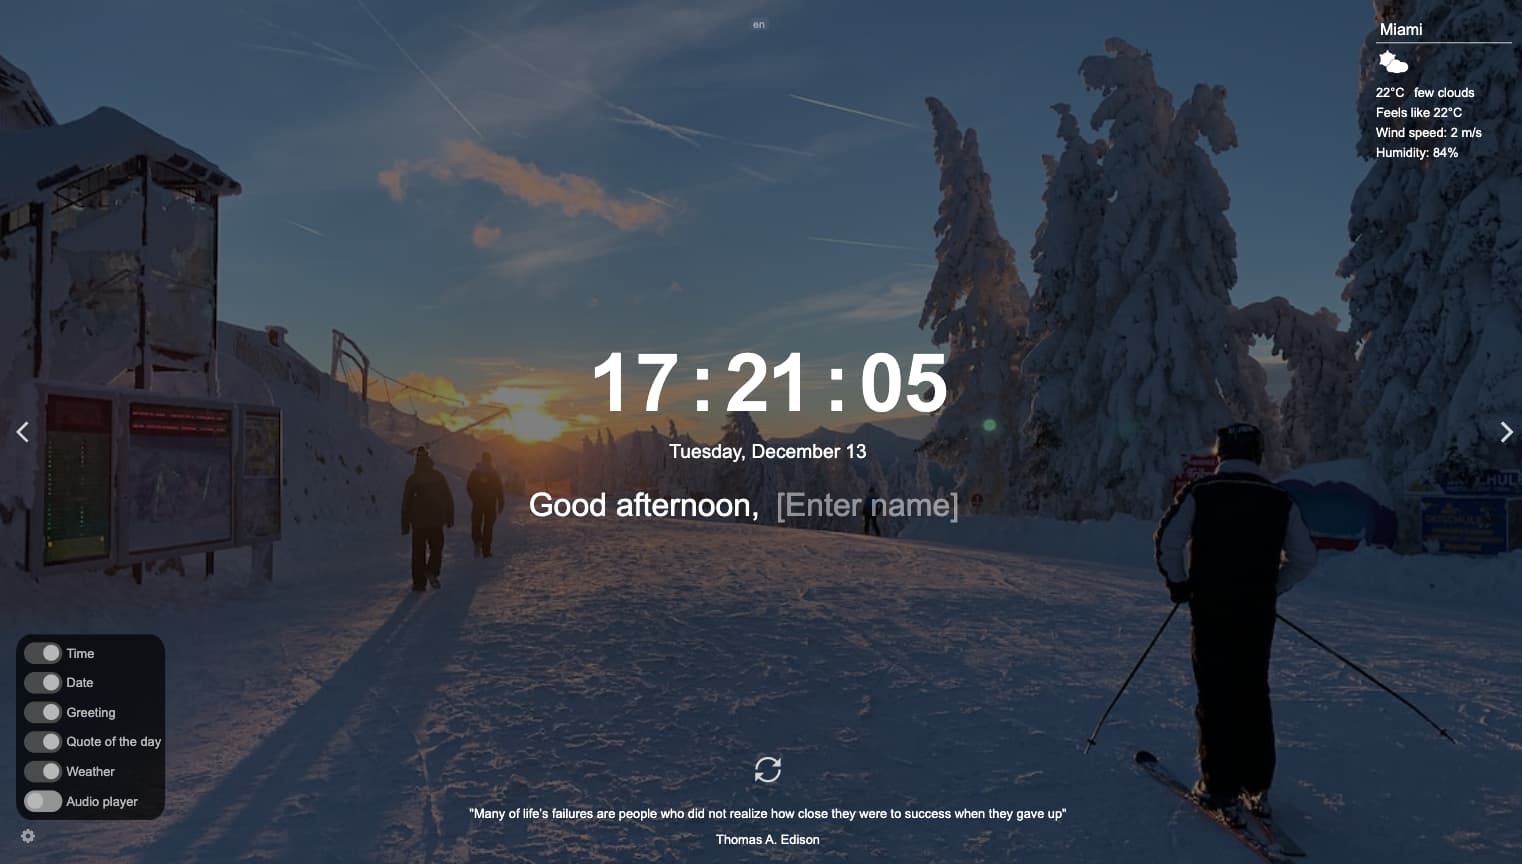 en
Miami
22°C few clouds
Feels like 22°C
Wind speed: 2 m/s
Humidity: 84%
17:21:05
Tuesday, December 13
Good afternoon, [Enter name]
Time
Date
Greeting
Quote of the day
Weather
Audio player
"Many of life's failures are people who did not realize how close they were to success when they gave up"
Thomas A. Edison